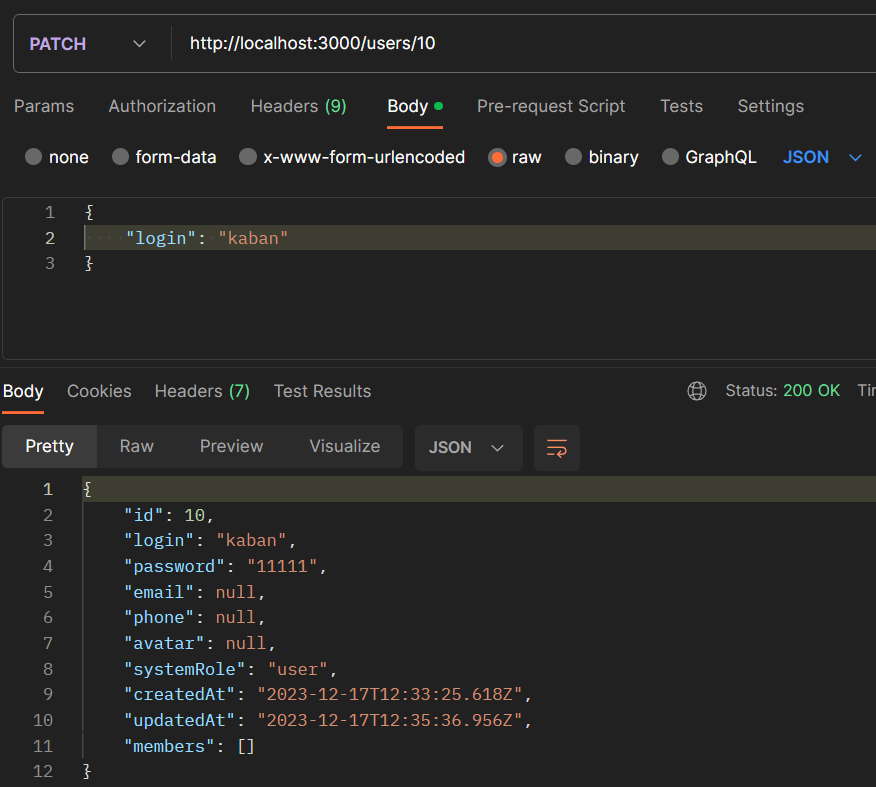 PATCH http://localhost:3000/users/10
Params Authorization Headers (9) Body Pre-request Script Tests Settings
none form-data x-www-form-urlencoded raw binary GraphQL JSON
1 {
2 "login": "kaban"
3 }
Body Cookies Headers (7) Test Results Status: 200 OK
Pretty Raw Preview Visualize JSON
1 {
2 "id": 10,
3 "login": "kaban",
4 "password": "11111",
5 "email": null,
6 "phone": null,
7 "avatar": null,
8 "systemRole": "user",
9 "createdAt": "2023-12-17T12:33:25.618Z",
10 "updatedAt": "2023-12-17T12:35:36.956Z",
11 "members": []
12 }